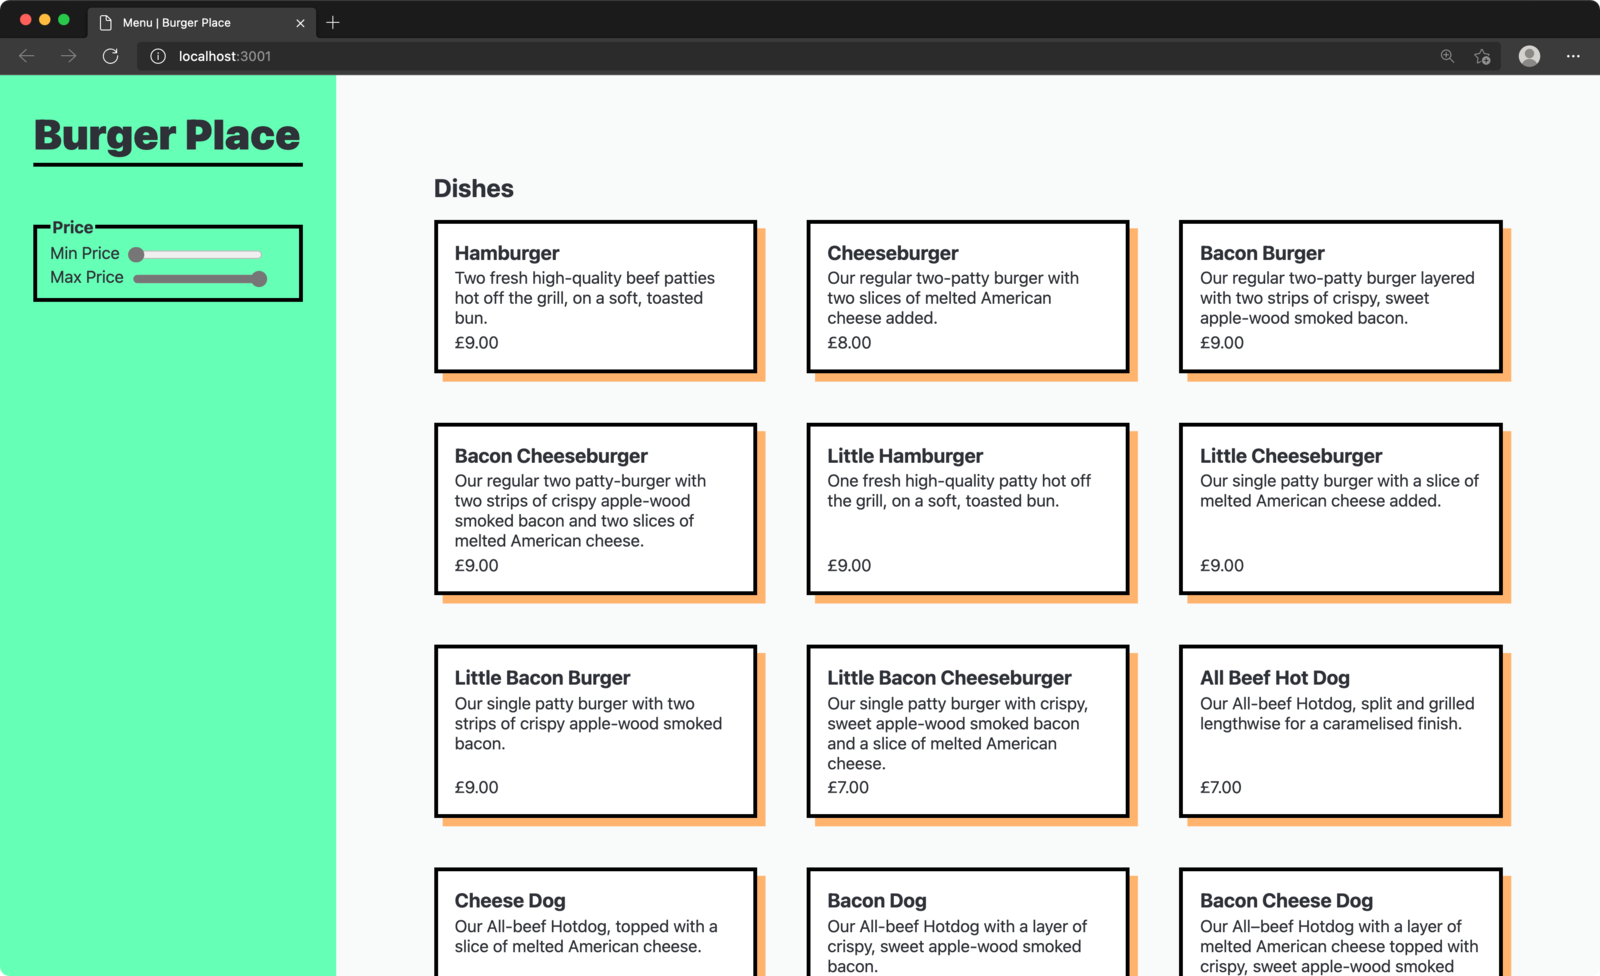 Menu | Burger Place
localhost:3001
Burger Place
Price
Min Price
Max Price
Dishes
Hamburger
Two fresh high-quality beef patties
hot off the grill, on a soft, toasted
bun.
£9.00
Cheeseburger
Our regular two-patty burger with
two slices of melted American
cheese added.
£8.00
Bacon Burger
Our regular two-patty burger layered
with two strips of crispy, sweet
apple-wood smoked bacon.
£9.00
Bacon Cheeseburger
Our regular two patty-burger with
two strips of crispy apple-wood
smoked bacon and two slices of
melted American cheese.
£9.00
Little Hamburger
One fresh high-quality patty hot off
the grill, on a soft, toasted bun.
£9.00
Little Cheeseburger
Our single patty burger with a slice of
melted American cheese added.
£9.00
Little Bacon Burger
Our single patty burger with two
strips of crispy apple-wood smoked
bacon.
£9.00
Little Bacon Cheeseburger
Our single patty burger with crispy,
sweet apple-wood smoked bacon
and a slice of melted American
cheese.
£7.00
All Beef Hot Dog
Our All-beef Hotdog, split and grilled
lengthwise for a caramelised finish.
£7.00
Cheese Dog
Our All-beef Hotdog, topped with a
slice of melted American cheese.
Bacon Dog
Our All-beef Hotdog with a layer of
crispy, sweet apple-wood smoked
bacon.
Bacon Cheese Dog
Our All–beef Hotdog with a layer of
melted American cheese topped with
crispy, sweet apple-wood smoked